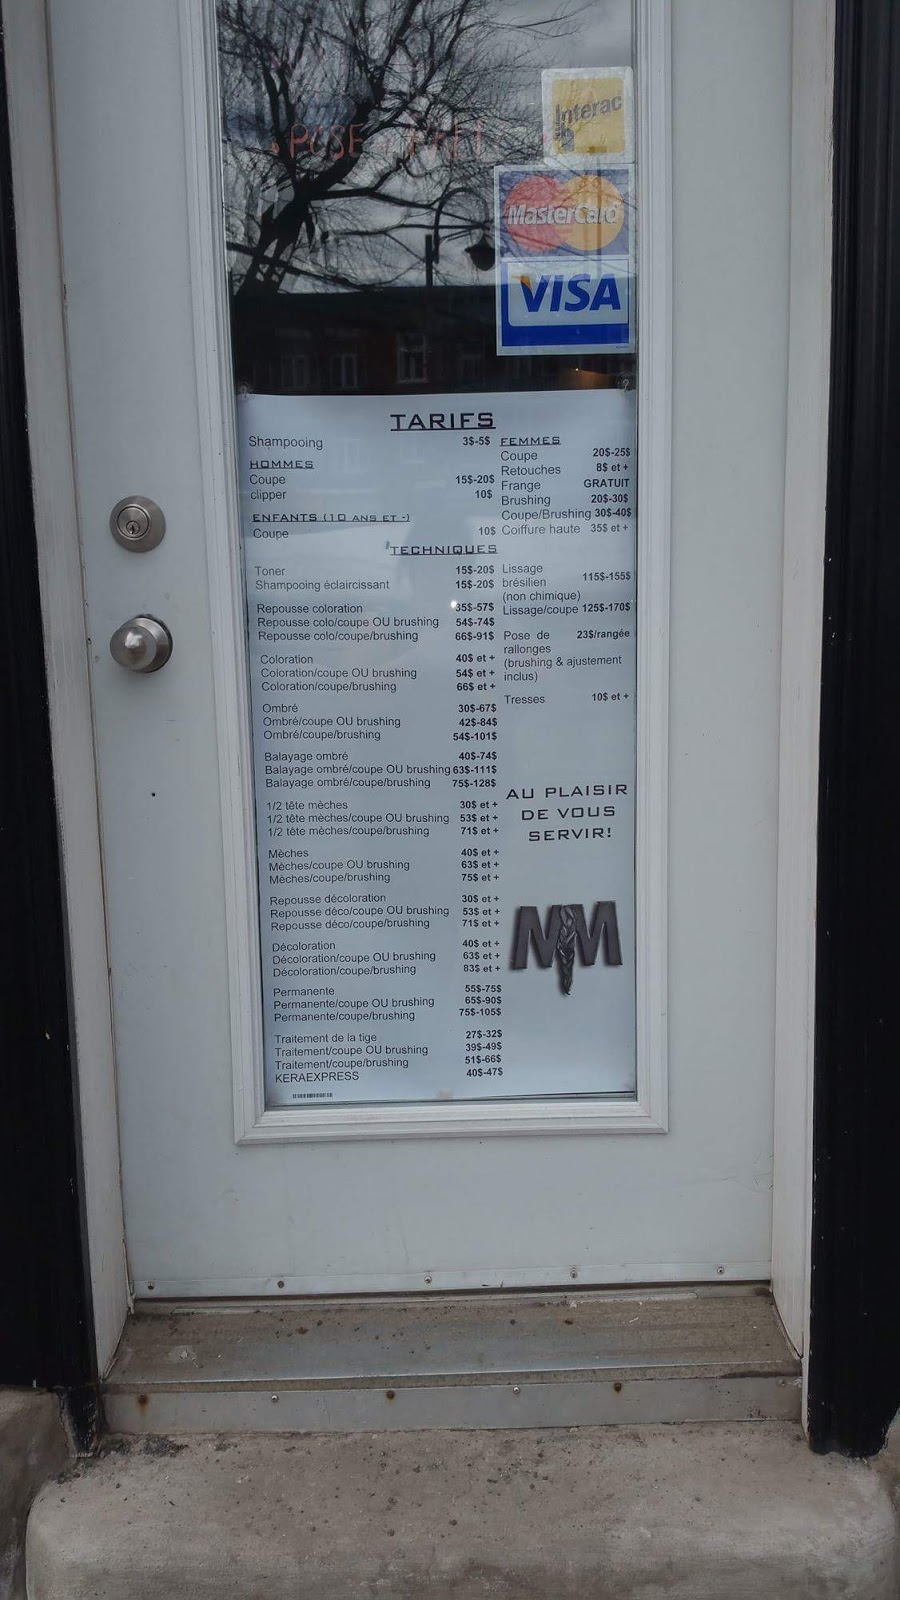 Interac
MasterCard
VISA
TARIFS
Shampooing 3$-5$
HOMMES
Coupe 15$-20$
clipper 10$
ENFANTS (10 ANS ET -)
Coupe 10$
FEMMES
Coupe 20$-25$
Retouches 8$ et +
Frange GRATUIT
Brushing 20$-30$
Coupe/Brushing 30$-40$
Coiffure haute 35$ et +
TECHNIQUES
Toner 15$-20$
Shampooing éclaircissant 15$-20$
Repousse coloration 35$-57$
Repousse colo/coupe OU brushing 54$-74$
Repousse colo/coupe/brushing 66$-91$
Coloration 40$ et +
Coloration/coupe OU brushing 54$ et +
Coloration/coupe/brushing 66$ et +
Ombré 30$-67$
Ombré/coupe OU brushing 42$-84$
Ombré/coupe/brushing 54$-101$
Balayage ombré 40$-74$
Balayage ombré/coupe OU brushing 63$-111$
Balayage ombré/coupe/brushing 75$-128$
1/2 tête mèches 30$ et +
1/2 tête mèches/coupe OU brushing 53$ et +
1/2 tête mèches/coupe/brushing 71$ et +
Mèches 40$ et +
Mèches/coupe OU brushing 63$ et +
Mèches/coupe/brushing 75$ et +
Repousse décoloration 30$ et +
Repousse déco/coupe OU brushing 53$ et +
Repousse déco/coupe/brushing 71$ et +
Décoloration 40$ et +
Décoloration/coupe OU brushing 63$ et +
Décoloration/coupe/brushing 83$ et +
Permanente 55$-75$
Permanente/coupe OU brushing 65$-90$
Permanente/coupe/brushing 75$-105$
Traitement de la tige 27$-32$
Traitement/coupe OU brushing 39$-49$
Traitement/coupe/brushing 51$-66$
KERAEXPRESS 40$-47$
Lissage
brésilien 115$-155$
(non chimique)
Lissage/coupe 125$-170$
Pose de 23$/rangée
rallonges
(brushing & ajustement
inclus)
Tresses 10$ et +
AU PLAISIR
DE VOUS
SERVIR!
MM